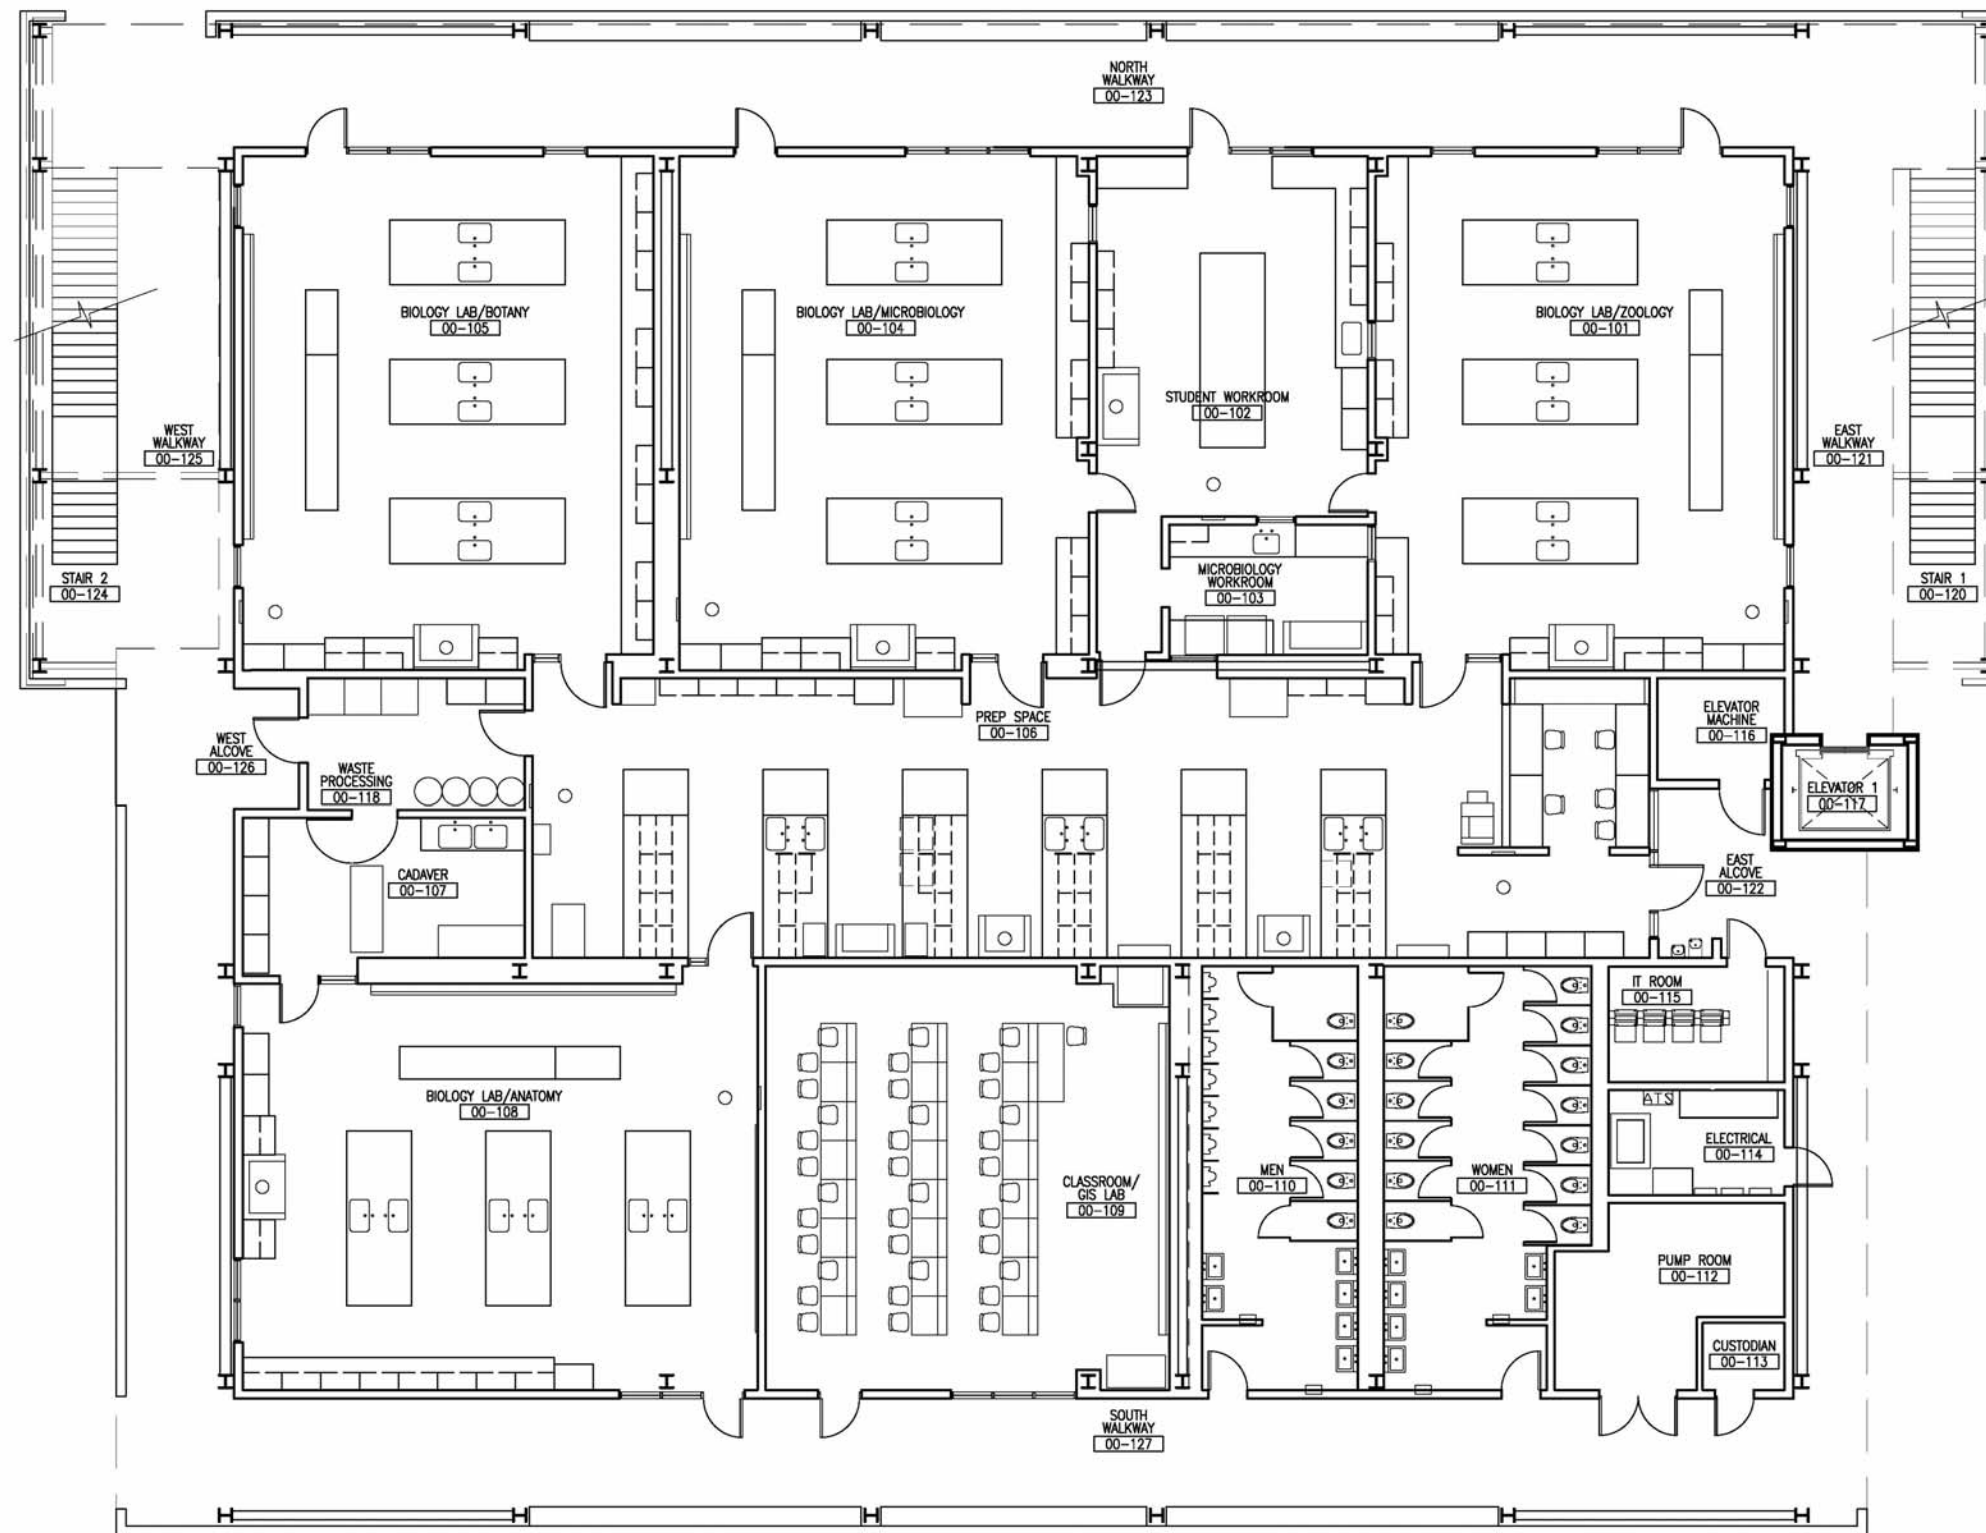 NORTH
WALKWAY
00-123
BIOLOGY LAB/BOTANY
00-105
BIOLOGY LAB/MICROBIOLOGY
00-104
BIOLOGY LAB/ZOOLOGY
00-101
STUDENT WORKROOM
00-102
WEST
WALKWAY
00-125
EAST
WALKWAY
00-121
STAIR 2
00-124
MICROBIOLOGY
WORKROOM
00-103
STAIR 1
00-120
WEST
ALCOVE
00-126
PREP SPACE
00-106
ELEVATOR
MACHINE
00-116
WASTE
PROCESSING
00-118
ELEVATOR 1
00-117
CADAVER
00-107
EAST
ALCOVE
00-122
IT ROOM
00-115
BIOLOGY LAB/ANATOMY
00-108
ATS
ELECTRICAL
00-114
CLASSROOM/
GIS LAB
00-109
MEN
00-110
WOMEN
00-111
PUMP ROOM
00-112
CUSTODIAN
00-113
SOUTH
WALKWAY
00-127